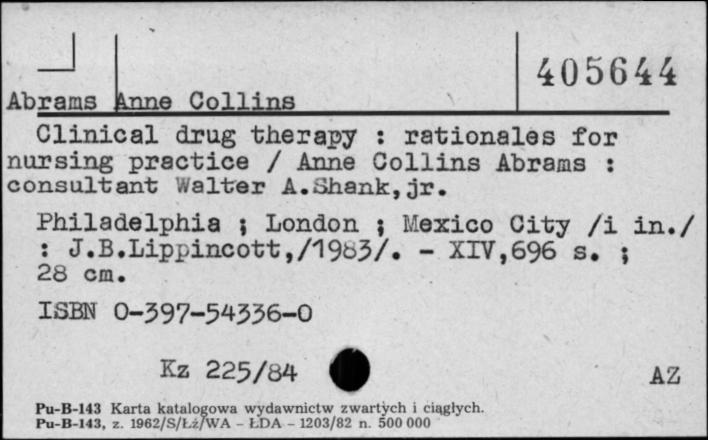 405644
Abrams Anne Collins
Clinical drug therapy : rationales for
nursing practice / Anne Collins Abrams :
consultant Walter A.Shank,jr.
Philadelphia ; London ; Mexico City /i in./
: J.B.Lippincott,/1983/. - XIV,696 s. ;
28 cm.
ISBN 0-397-54336-0
Kz 225/84
AZ
Pu-B-143 Karta katalogowa wydawnictw zwartych i ciągłych.
Pu-B-143, z. 1962/S/Łż/WA - ŁDA - 1203/82 n. 500 000